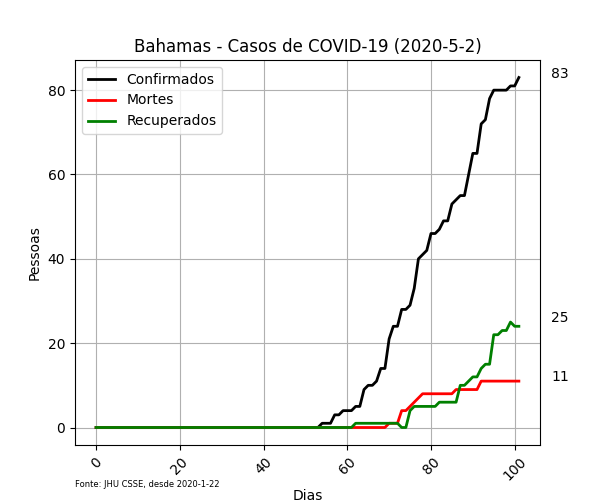 Bahamas - Casos de COVID-19 (2020-5-2)
Confirmados
Mortes
Recuperados
83
25
11
Pessoas
80
60
40
20
0
0 20 40 60 80 100
Fonte: JHU CSSE, desde 2020-1-22
Dias